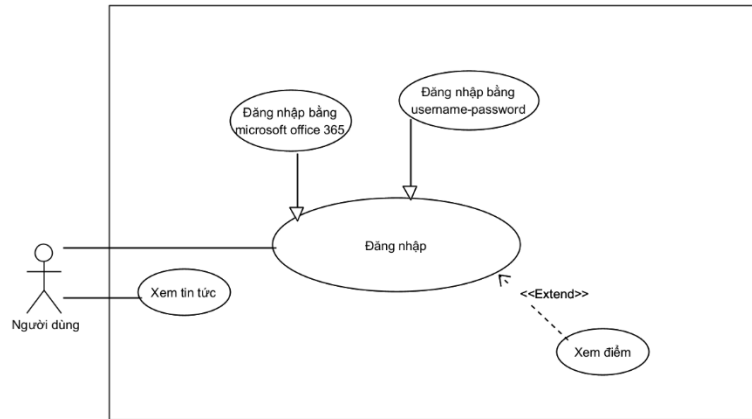 Đăng nhập bằng
microsoft office 365
Đăng nhập bằng
username-password
Đăng nhập
Xem tin tức
Người dùng
<<Extend>>
Xem điểm